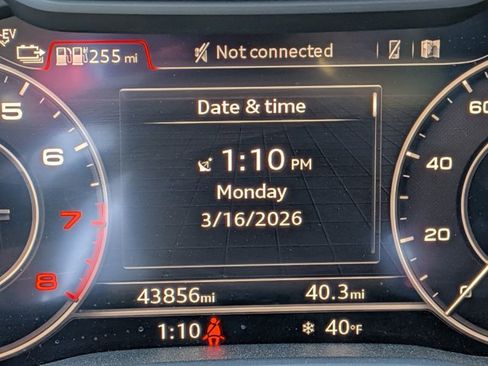 EV
255 mi
Not connected
Date & time
1:10 PM
Monday
3/16/2026
5
6
7
8
60
40
20
0
43856mi
40.3mi
1:10
40°F